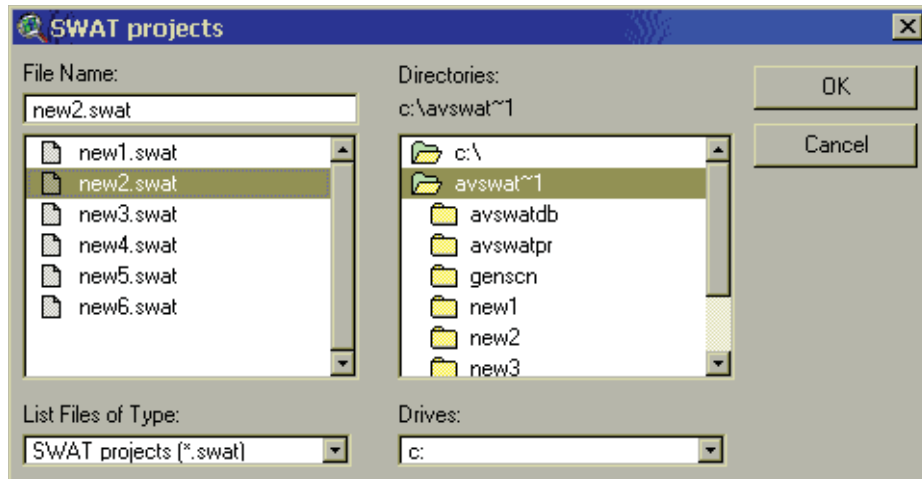 SWAT projects
File Name:
new2.swat
new1.swat
new2.swat
new3.swat
new4.swat
new5.swat
new6.swat
List Files of Type:
SWAT projects (*.swat)
Directories:
c:\avswat~1
c:\
avswat~1
avswatdb
avswatpr
genscn
new1
new2
new3
Drives:
c:
OK
Cancel